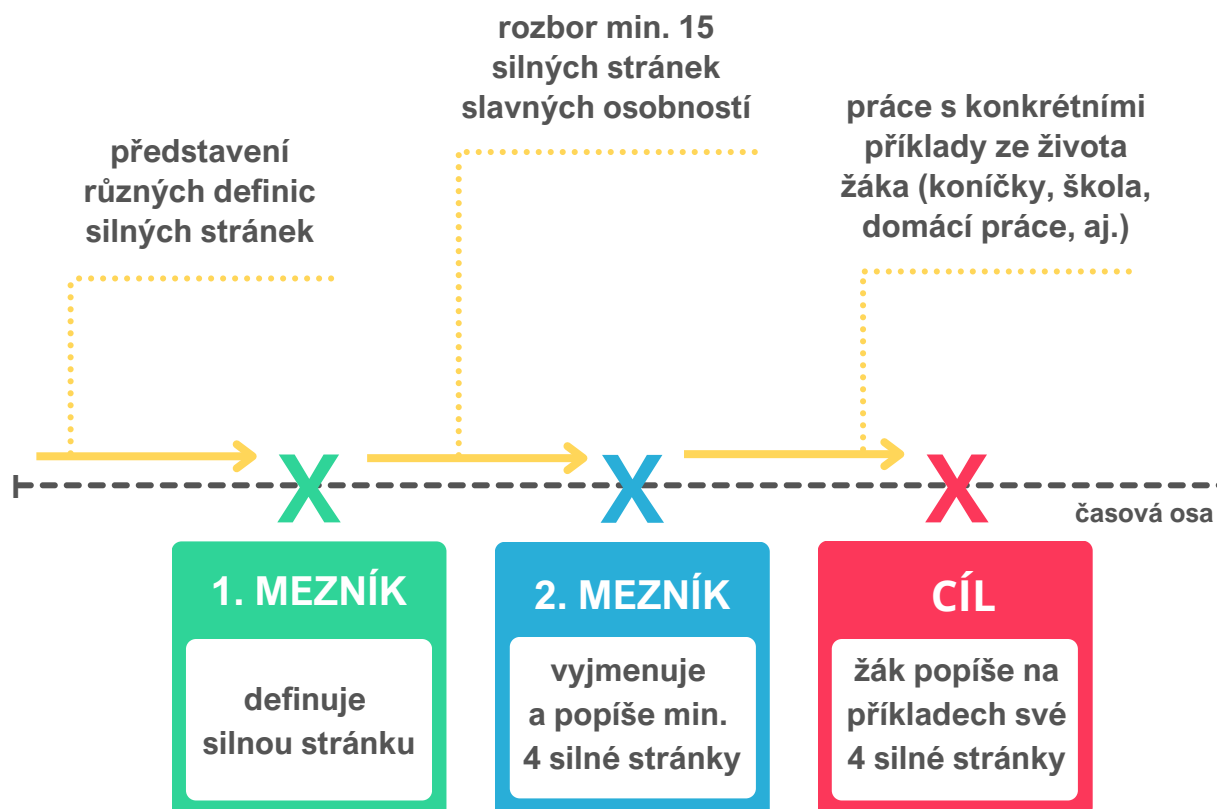 představení
různých definic
silných stránek
rozbor min. 15
silných stránek
slavných osobností
práce s konkrétními
příklady ze života
žáka (koníčky, škola,
domácí práce, aj.)
X
X
X
časová osa
1. MEZNÍK
definuje
silnou stránku
2. MEZNÍK
vyjmenuje
a popíše min.
4 silné stránky
CÍL
žák popíše na
příkladech své
4 silné stránky